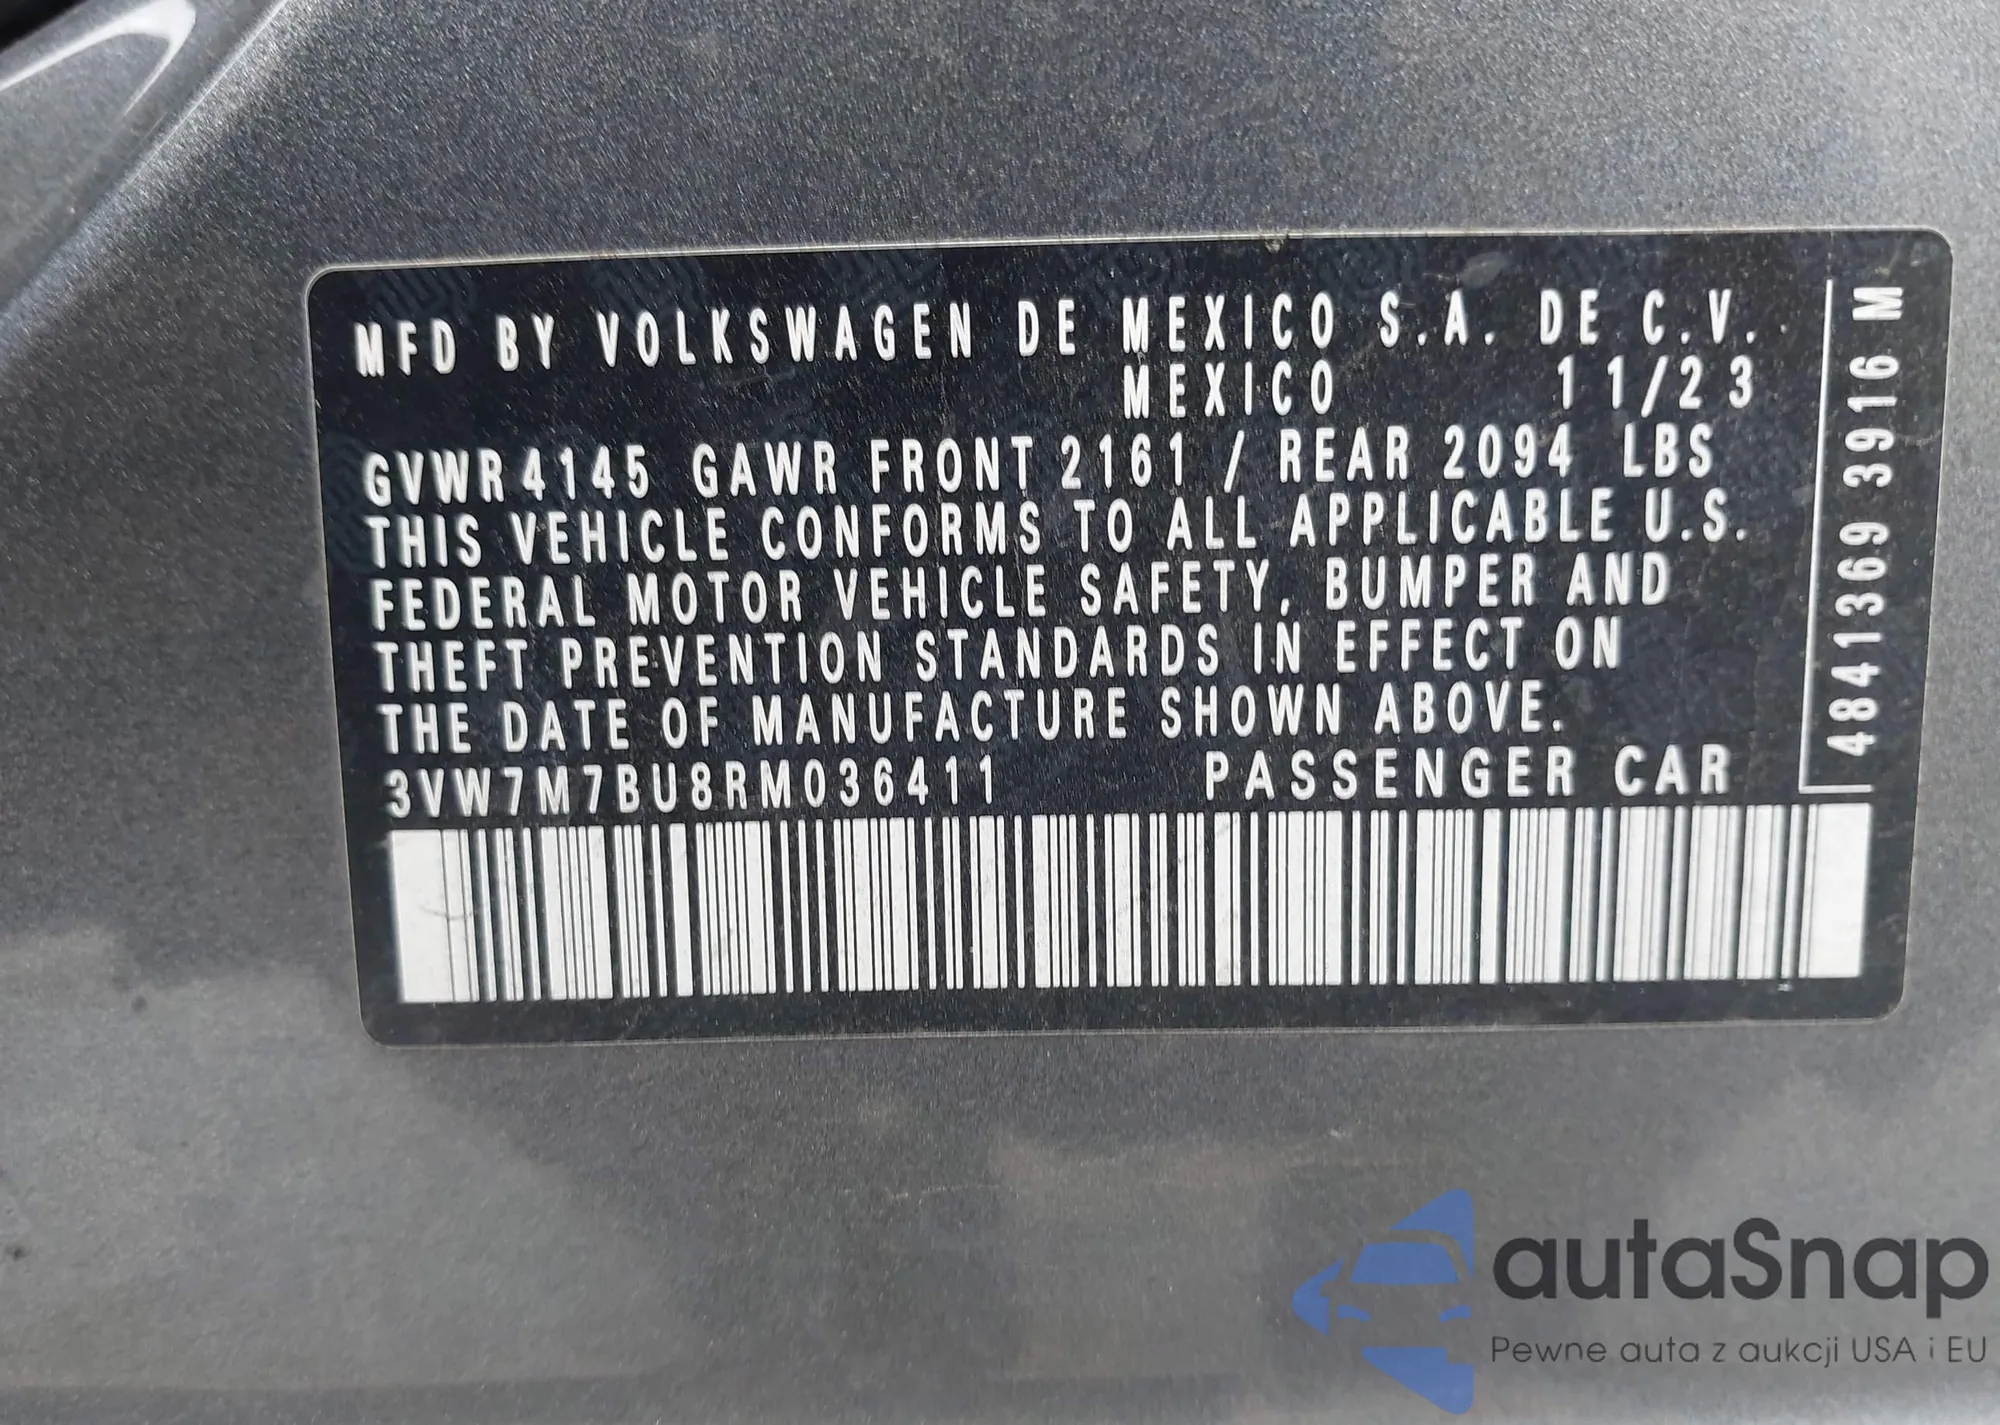 MFD BY VOLKSWAGEN DE MEXICO S.A. DE C.V.
MEXICO 11/23
GVWR 4145 GAWR FRONT 2161 / REAR 2094 LBS
THIS VEHICLE CONFORMS TO ALL APPLICABLE U.S.
FEDERAL MOTOR VEHICLE SAFETY, BUMPER AND
THEFT PREVENTION STANDARDS IN EFFECT ON
THE DATE OF MANUFACTURE SHOWN ABOVE.
3VW7M7BU8RM036411 PASSENGER CAR
4841369 3916 M
autaSnap
Pewne auta z aukcji USA i EU